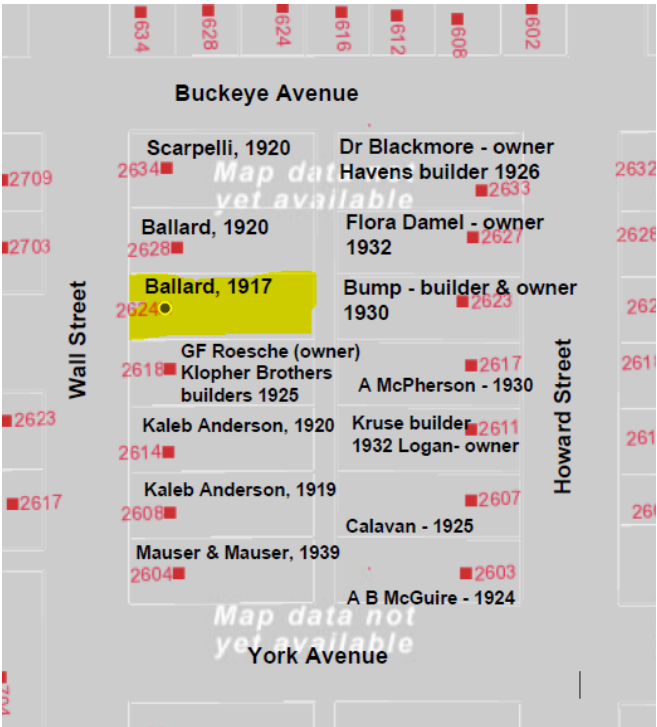 634
628
624
616
612
608
602
Buckeye Avenue
2709
2703
2623
2617
Wall Street
Scarpelli, 1920
2634
Ballard, 1920
2628
Ballard, 1917
2624
GF Roesche (owner)
2618 Klopher Brothers
builders 1925
Kaleb Anderson, 1920
2614
Kaleb Anderson, 1919
2608
Mauser & Mauser, 1939
2604
Map data not
yet available
Dr Blackmore - owner
Havens builder 1926
2633
Flora Damel - owner
1932
2627
Bump - builder & owner
1930
2623
2617
A McPherson - 1930
Kruse builder
2611
1932 Logan- owner
2607
Calavan - 1925
2603
A B McGuire - 1924
Howard Street
2632
2628
Map data not
yet available
York Avenue